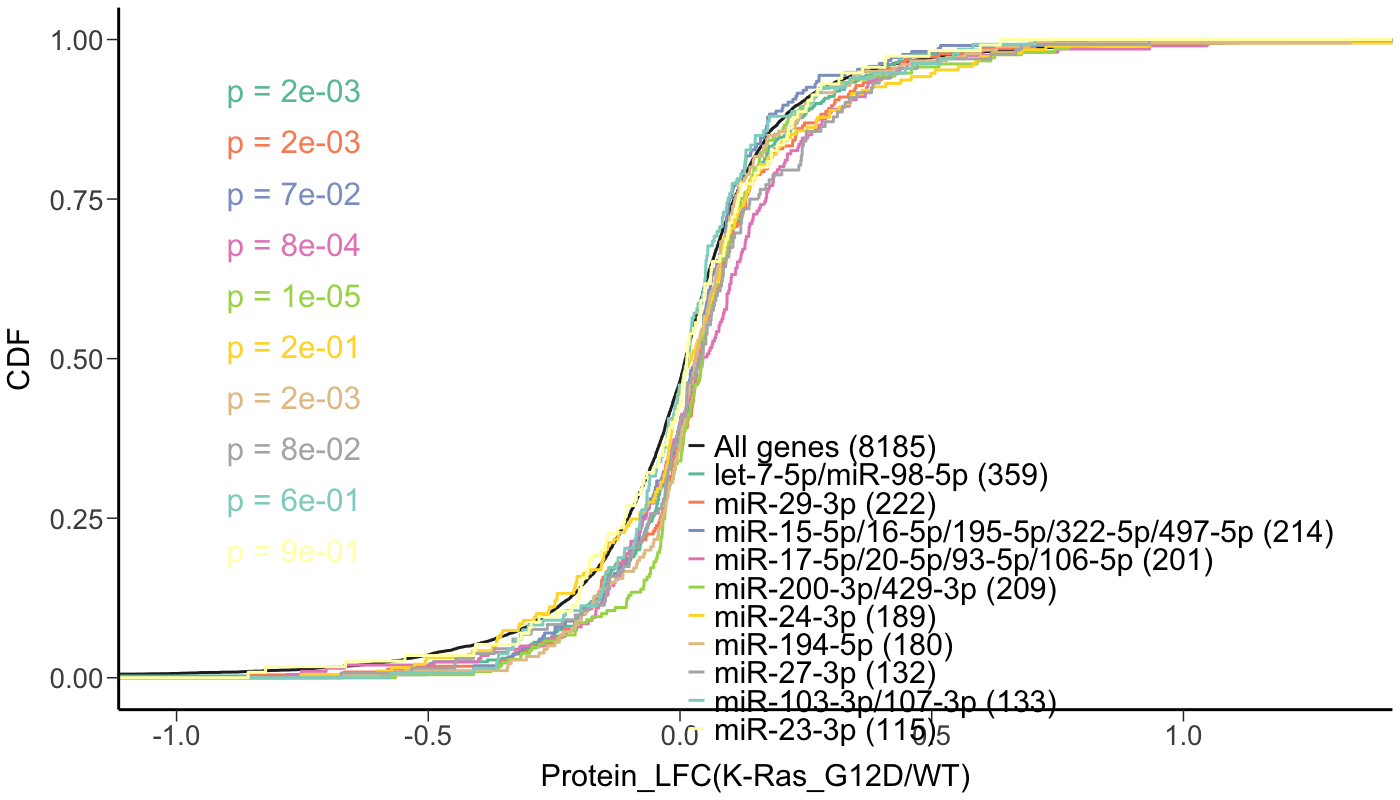 1.00
0.75
0.50
0.25
0.00
CDF
p = 2e-03
p = 2e-03
p = 7e-02
p = 8e-04
p = 1e-05
p = 2e-01
p = 2e-03
p = 8e-02
p = 6e-01
p = 9e-01
All genes (8185)
let-7-5p/miR-98-5p (359)
miR-29-3p (222)
miR-15-5p/16-5p/195-5p/322-5p/497-5p (214)
miR-17-5p/20-5p/93-5p/106-5p (201)
miR-200-3p/429-3p (209)
miR-24-3p (189)
miR-194-5p (180)
miR-27-3p (132)
miR-103-3p/107-3p (133)
miR-23-3p (115)
-1.0 -0.5 0.0 0.5 1.0
Protein_LFC(K-Ras_G12D/WT)